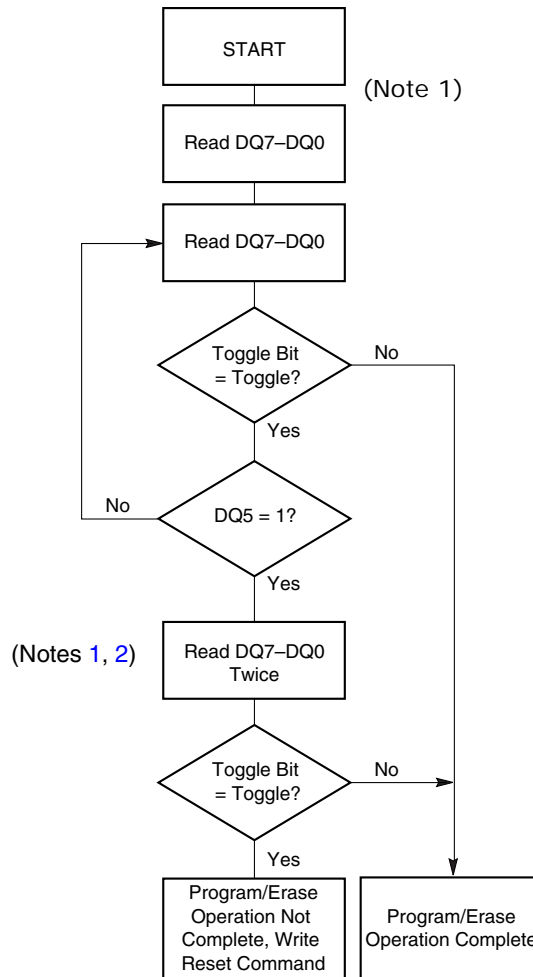 START
(Note 1)
Read DQ7–DQ0
Read DQ7–DQ0
Toggle Bit
= Toggle?
No
Yes
DQ5 = 1?
No
Yes
(Notes 1, 2)
Read DQ7–DQ0
Twice
Toggle Bit
= Toggle?
No
Yes
Program/Erase
Operation Not
Complete, Write
Reset Command
Program/Erase
Operation Complete